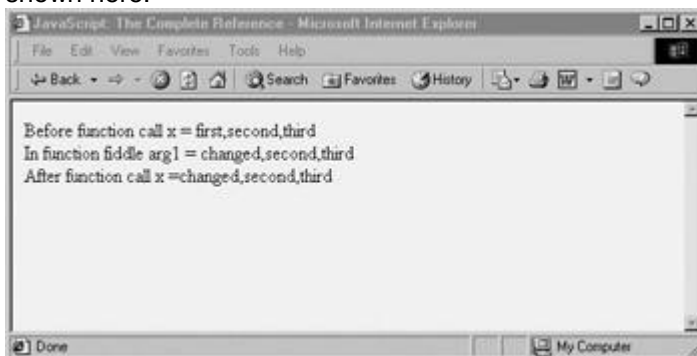 shown here:
JavaScript: The Complete Reference - Microsoft Internet Explorer
File Edit View Favorites Tools Help
Back Search Favorites History
Before function call x = first,second,third
In function fiddle arg1 = changed,second,third
After function call x =changed,second,third
Done My Computer